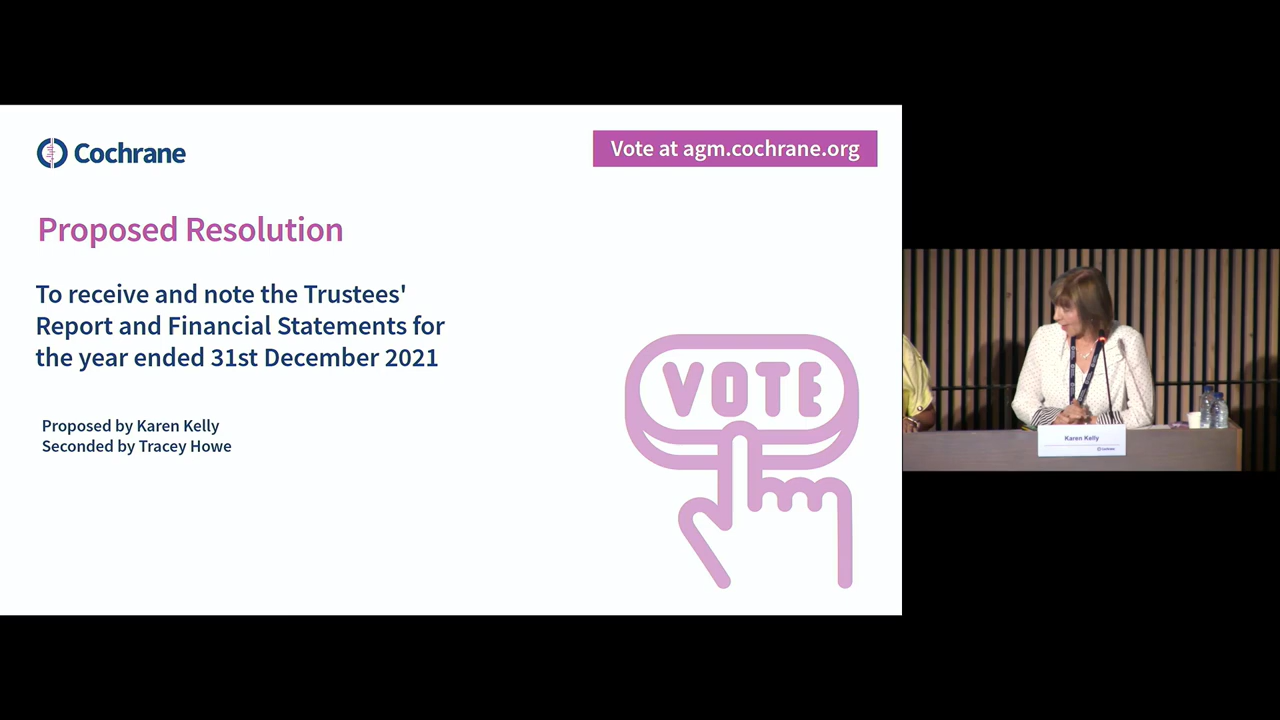 Cochrane
Vote at agm.cochrane.org
Proposed Resolution
To receive and note the Trustees'
Report and Financial Statements for
the year ended 31st December 2021
Proposed by Karen Kelly
Seconded by Tracey Howe
VOTE
Karen Kelly
Cochrane